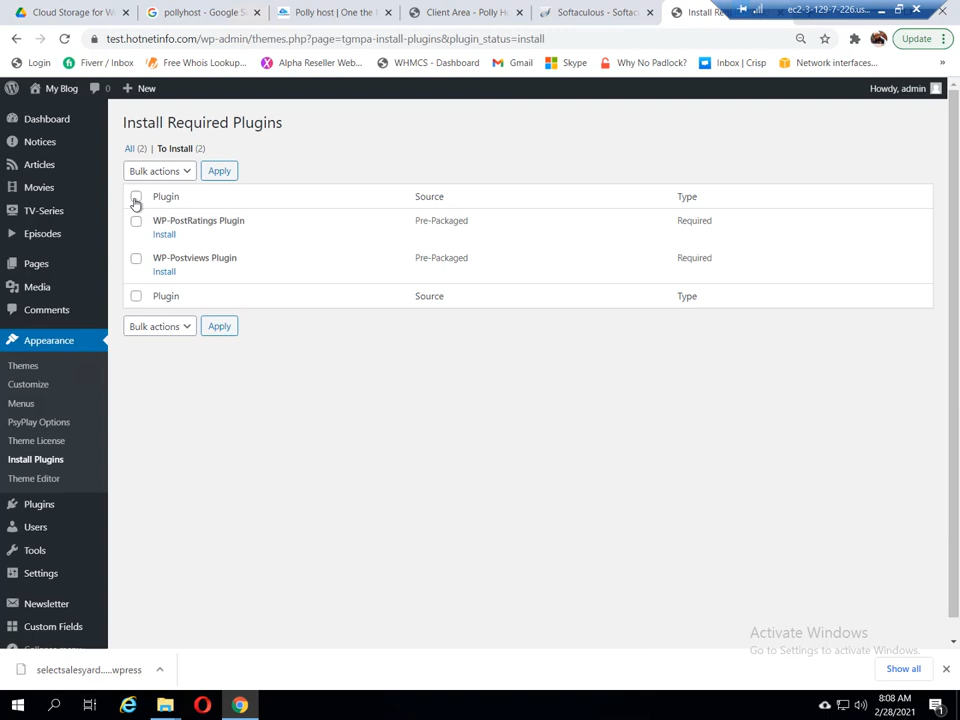 Cloud Storage for W
pollyhost - Google S
Polly host | One the
Client Area - Polly H
Softaculous - Softac
Install Re
ec2-3-129-7-226.us...
test.hotnetinfo.com/wp-admin/themes.php?page=tgmpa-install-plugins&plugin_status=install
Update
Login
Fiverr / Inbox
Free Whois Lookup...
Alpha Reseller Web...
WHMCS - Dashboard
Gmail
Skype
Why No Padlock?
Inbox | Crisp
Network interfaces...
»
My Blog
0
+ New
Howdy, admin
Dashboard
Notices
Articles
Movies
TV-Series
Episodes
Pages
Media
Comments
Appearance
Themes
Customize
Menus
PsyPlay Options
Theme License
Install Plugins
Theme Editor
Plugins
Users
Tools
Settings
Newsletter
Custom Fields
Collapse menu
Install Required Plugins
All (2) | To Install (2)
Bulk actions Apply
Plugin Source Type
WP-PostRatings Plugin Pre-Packaged Required
Install
WP-Postviews Plugin Pre-Packaged Required
Install
Plugin Source Type
Bulk actions Apply
Activate Windows
Go to Settings to activate Windows.
selectsalesyard.....wpress
Show all
8:08 AM
2/28/2021
1